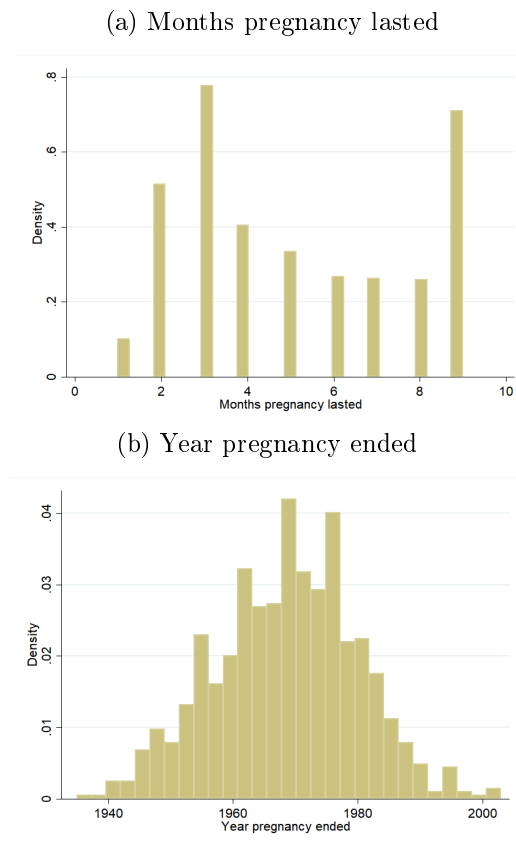 (a) Months pregnancy lasted
.8
.6
.4
.2
0
Density
0 2 4 6 8 10
Months pregnancy lasted
(b) Year pregnancy ended
.04
.03
.02
.01
0
Density
1940 1960 1980 2000
Year pregnancy ended